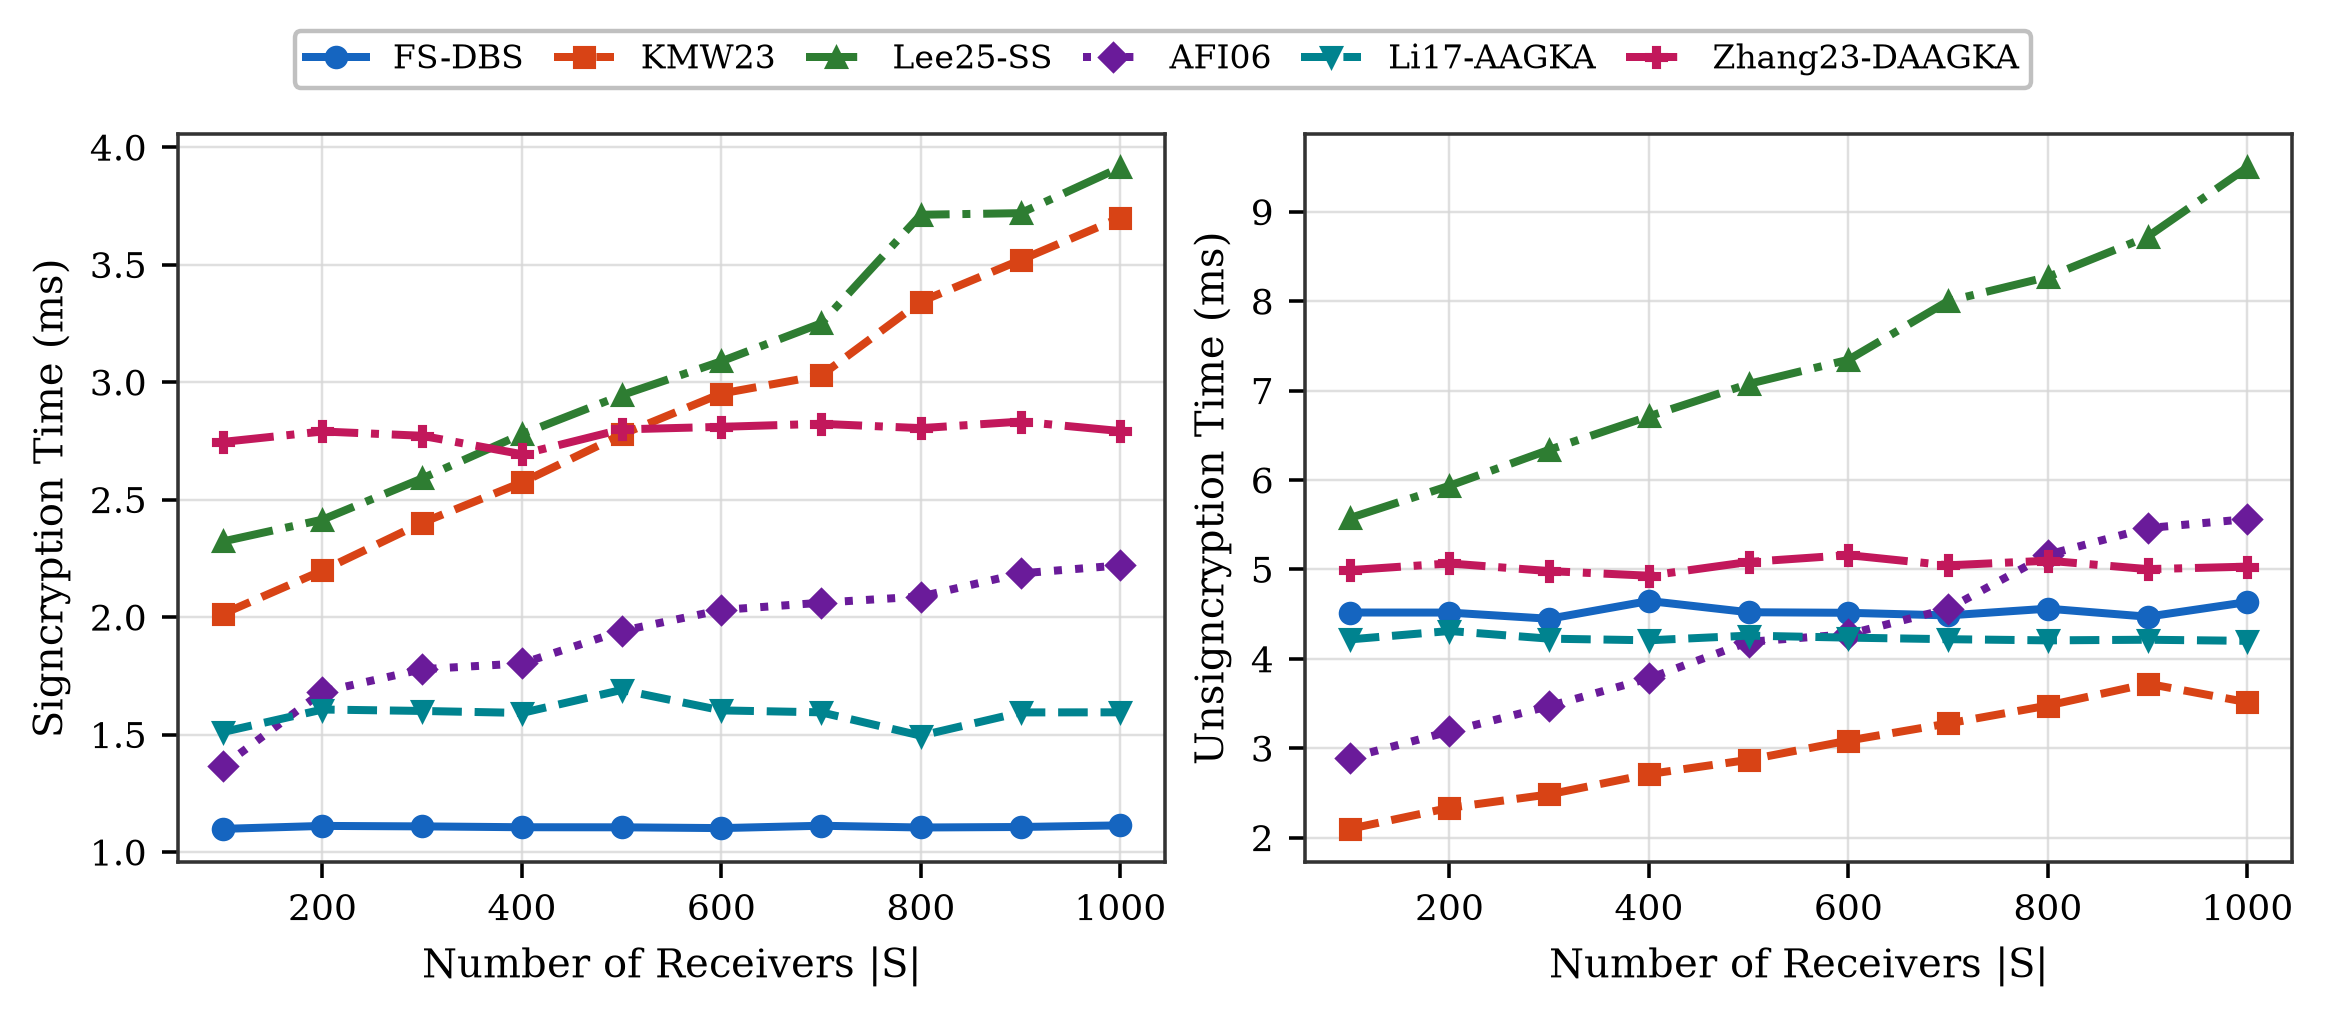 FS-DBS KMW23 Lee25-SS AFI06 Li17-AAGKA Zhang23-DAAGKA
Signcryption Time (ms)
4.0
3.5
3.0
2.5
2.0
1.5
1.0
200 400 600 800 1000
Number of Receivers |S|
Unsigncryption Time (ms)
9
8
7
6
5
4
3
2
200 400 600 800 1000
Number of Receivers |S|